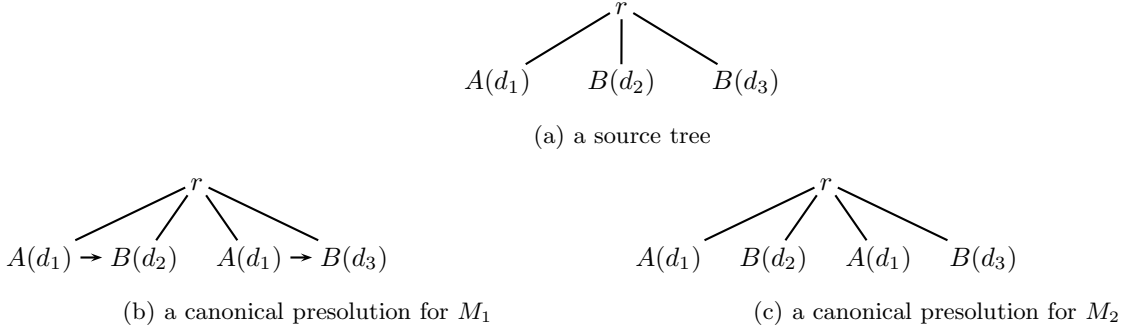 r
A(d₁) B(d₂) B(d₃)
(a) a source tree
r r
A(d₁) → B(d₂) A(d₁) → B(d₃) A(d₁) B(d₂) A(d₁) B(d₃)
(b) a canonical presolution for M₁ (c) a canonical presolution for M₂